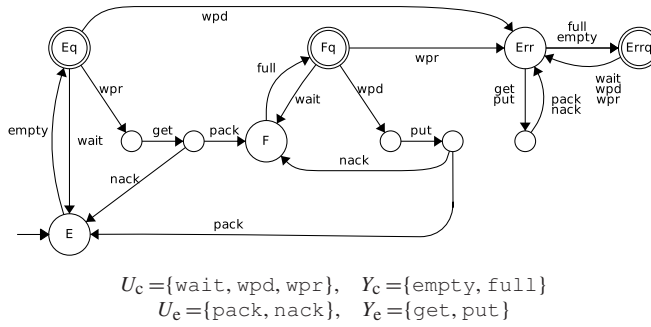 wpd
Eq
Fq
Err
full
empty
Errq
wpr
full
wpr
wpd
wait
get
put
pack
nack
wait
wpd
wpr
empty
wait
get
pack
F
put
nack
nack
pack
E
U_c={wait, wpd, wpr}, Y_c={empty, full}
U_e={pack, nack}, Y_e={get, put}